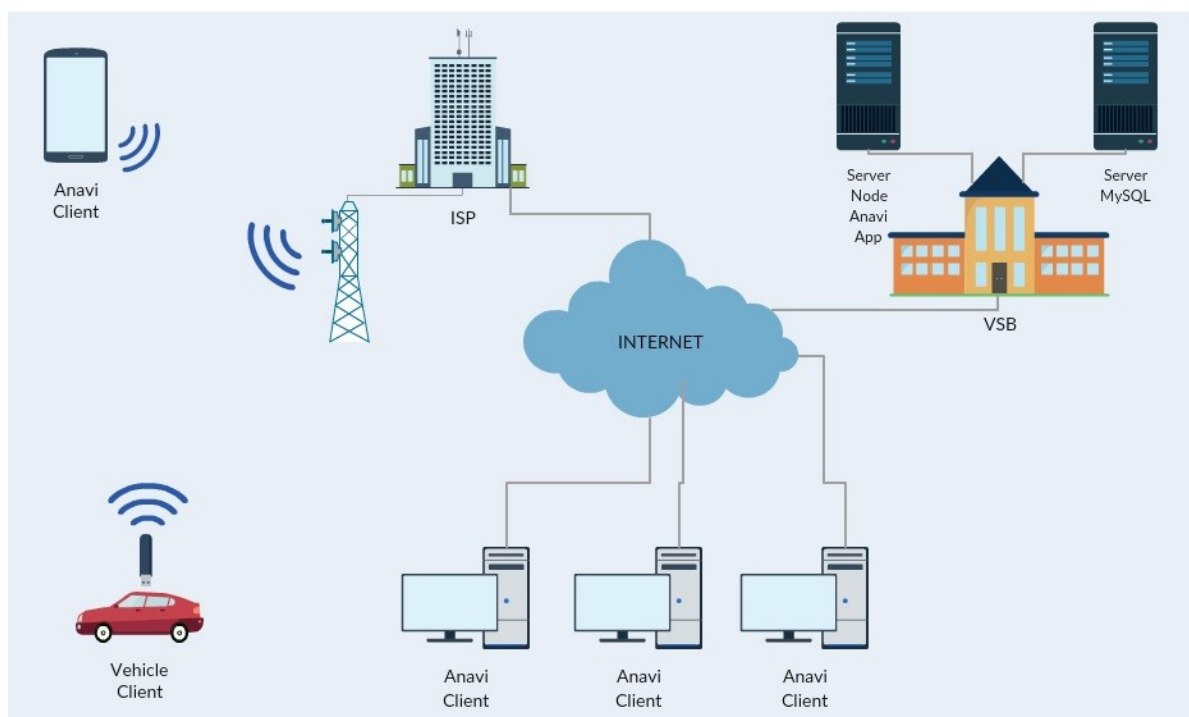 Anavi
Client
ISP
Server
Node
Anavi
App
Server
MySQL
VSB
INTERNET
Vehicle
Client
Anavi
Client
Anavi
Client
Anavi
Client